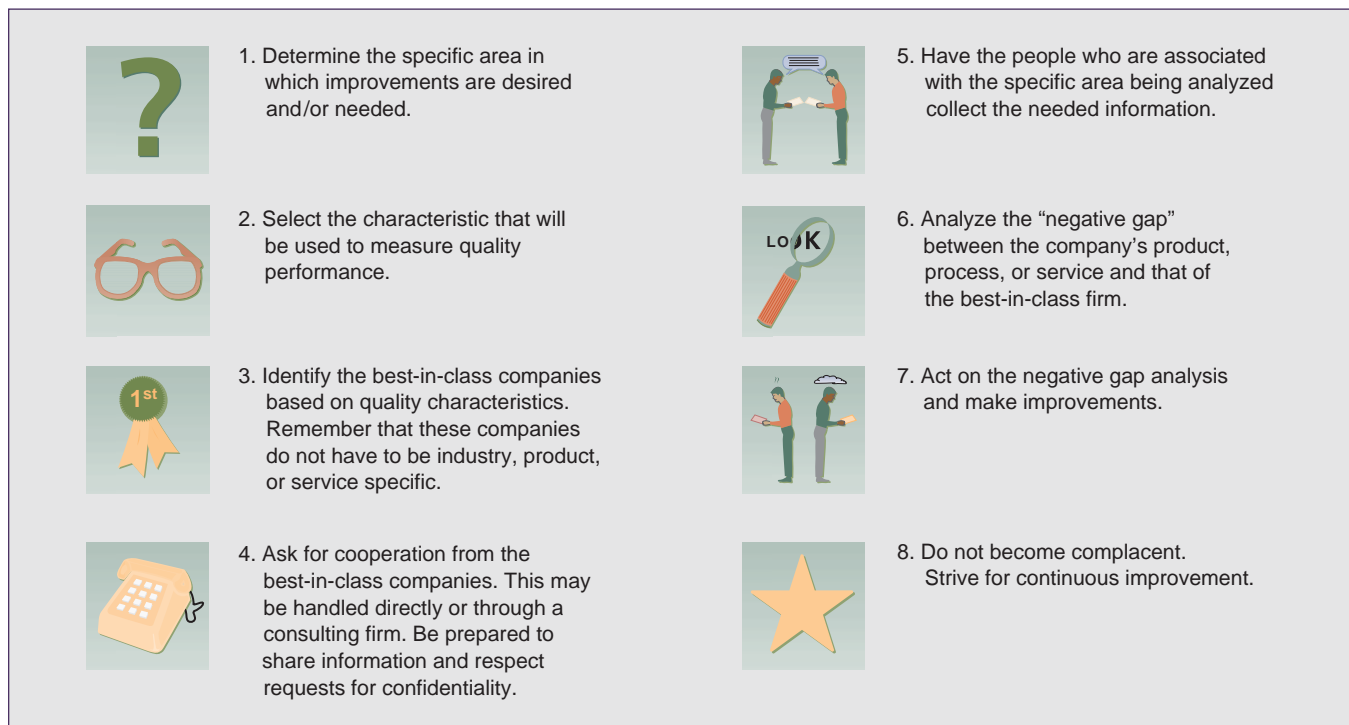 1. Determine the specific area in
which improvements are desired
and/or needed.
2. Select the characteristic that will
be used to measure quality
performance.
1st
3. Identify the best-in-class companies
based on quality characteristics.
Remember that these companies
do not have to be industry, product,
or service specific.
4. Ask for cooperation from the
best-in-class companies. This may
be handled directly or through a
consulting firm. Be prepared to
share information and respect
requests for confidentiality.
5. Have the people who are associated
with the specific area being analyzed
collect the needed information.
LOOK
6. Analyze the “negative gap”
between the company’s product,
process, or service and that of
the best-in-class firm.
7. Act on the negative gap analysis
and make improvements.
8. Do not become complacent.
Strive for continuous improvement.